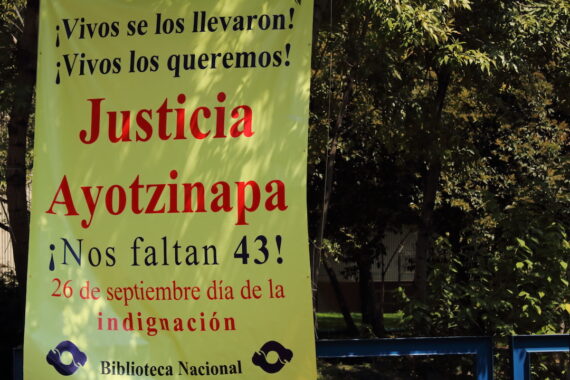 ¡Vivos se los llevaron!
¡Vivos los queremos!
Justicia
Ayotzinapa
¡Nos faltan 43!
26 de septiembre día de la
indignación
Biblioteca Nacional